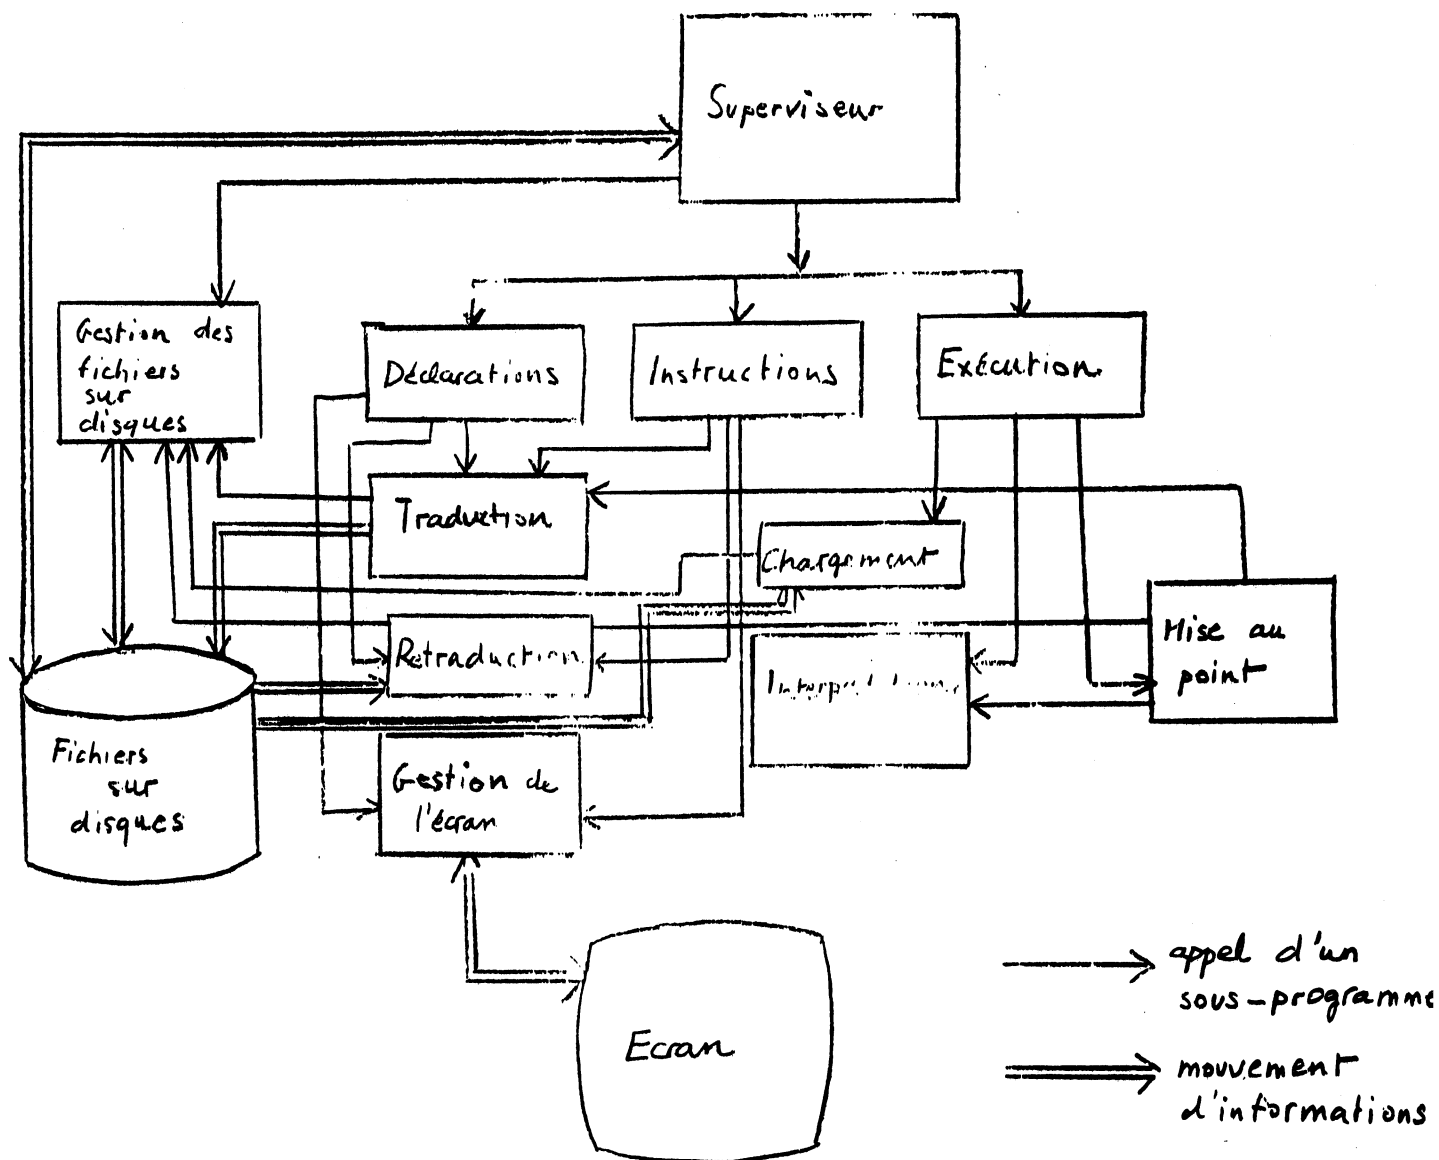 Superviseur
Gestion des
fichiers
sur
disques
Déclarations
Instructions
Exécution
Traduction
Chargement
Retraduction
Mise au
point
Fichiers
sur
disques
Gestion de
l'écran
Ecran
appel d'un
sous-programme
mouvement
d'informations